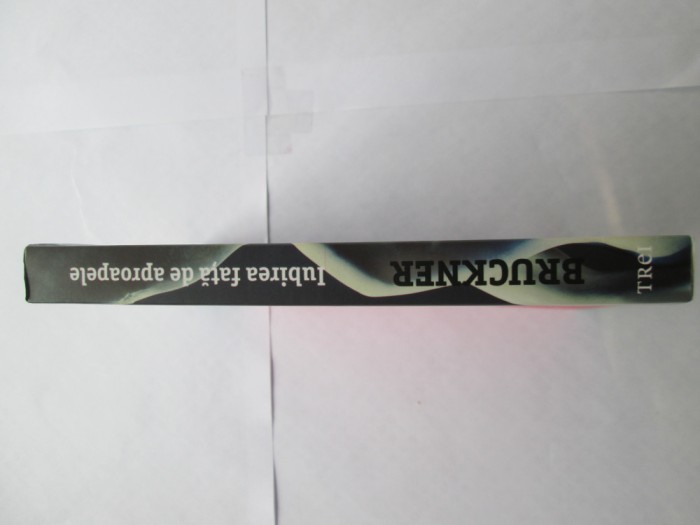 BRUCKNER
Iubirea față de aproapele
TRei